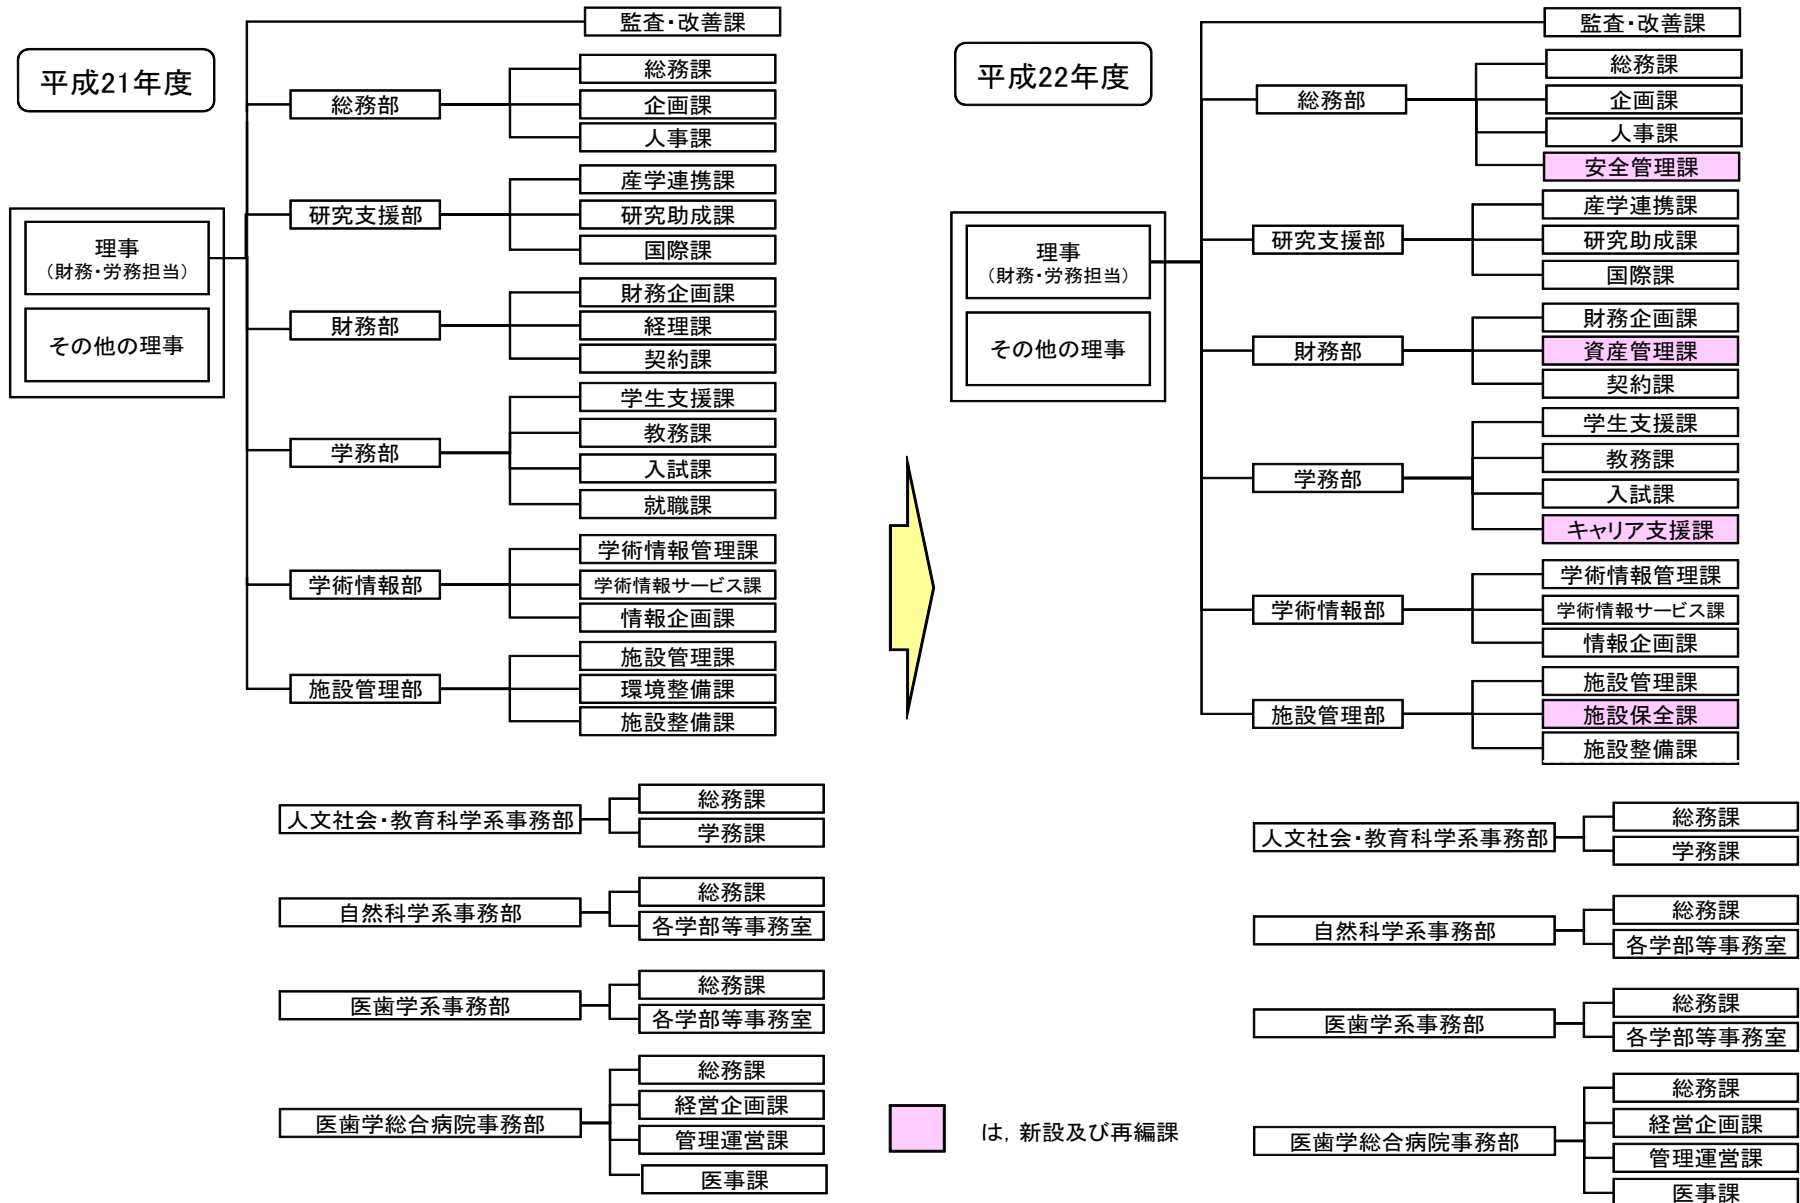 平成21年度
監査・改善課
総務部
総務課
企画課
人事課
研究支援部
産学連携課
研究助成課
国際課
理事
（財務・労務担当）
その他の理事
財務部
財務企画課
経理課
契約課
学務部
学生支援課
教務課
入試課
就職課
学術情報部
学術情報管理課
学術情報サービス課
情報企画課
施設管理部
施設管理課
環境整備課
施設整備課
人文社会・教育科学系事務部
総務課
学務課
自然科学系事務部
総務課
各学部等事務室
医歯学系事務部
総務課
各学部等事務室
医歯学総合病院事務部
総務課
経営企画課
管理運営課
医事課
平成22年度
監査・改善課
総務部
総務課
企画課
人事課
安全管理課
研究支援部
産学連携課
研究助成課
国際課
理事
（財務・労務担当）
その他の理事
財務部
財務企画課
資産管理課
契約課
学務部
学生支援課
教務課
入試課
キャリア支援課
学術情報部
学術情報管理課
学術情報サービス課
情報企画課
施設管理部
施設管理課
施設保全課
施設整備課
人文社会・教育科学系事務部
総務課
学務課
自然科学系事務部
総務課
各学部等事務室
医歯学系事務部
総務課
各学部等事務室
医歯学総合病院事務部
総務課
経営企画課
管理運営課
医事課
は，新設及び再編課